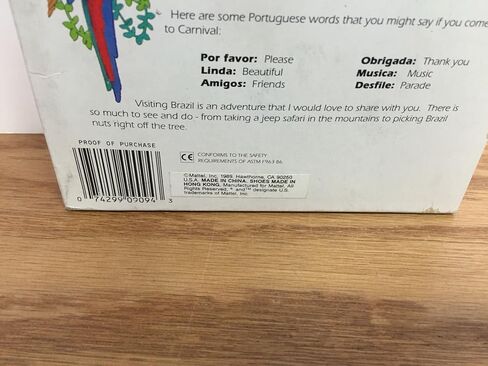 Here are some Portuguese words that you might say if you come
to Carnival:
Por favor: Please
Obrigada: Thank you
Linda: Beautiful
Musica: Music
Amigos: Friends
Desfile: Parade
Visiting Brazil is an adventure that I would love to share with you. There is
so much to see and do - from taking a jeep safari in the mountains to picking Brazil
nuts right off the tree.
PROOF OF PURCHASE
CE CONFORMS TO THE SAFETY
REQUIREMENTS OF ASTM F963-86
© Mattel, Inc. 1989, Hawthorne, CA 90250
U.S.A. MADE IN CHINA. SHOES MADE IN
HONG KONG. Manufactured for Mattel. All
Rights Reserved. ® and ™ designate U.S.
trademarks of Mattel, Inc.
0 74299 09094 3